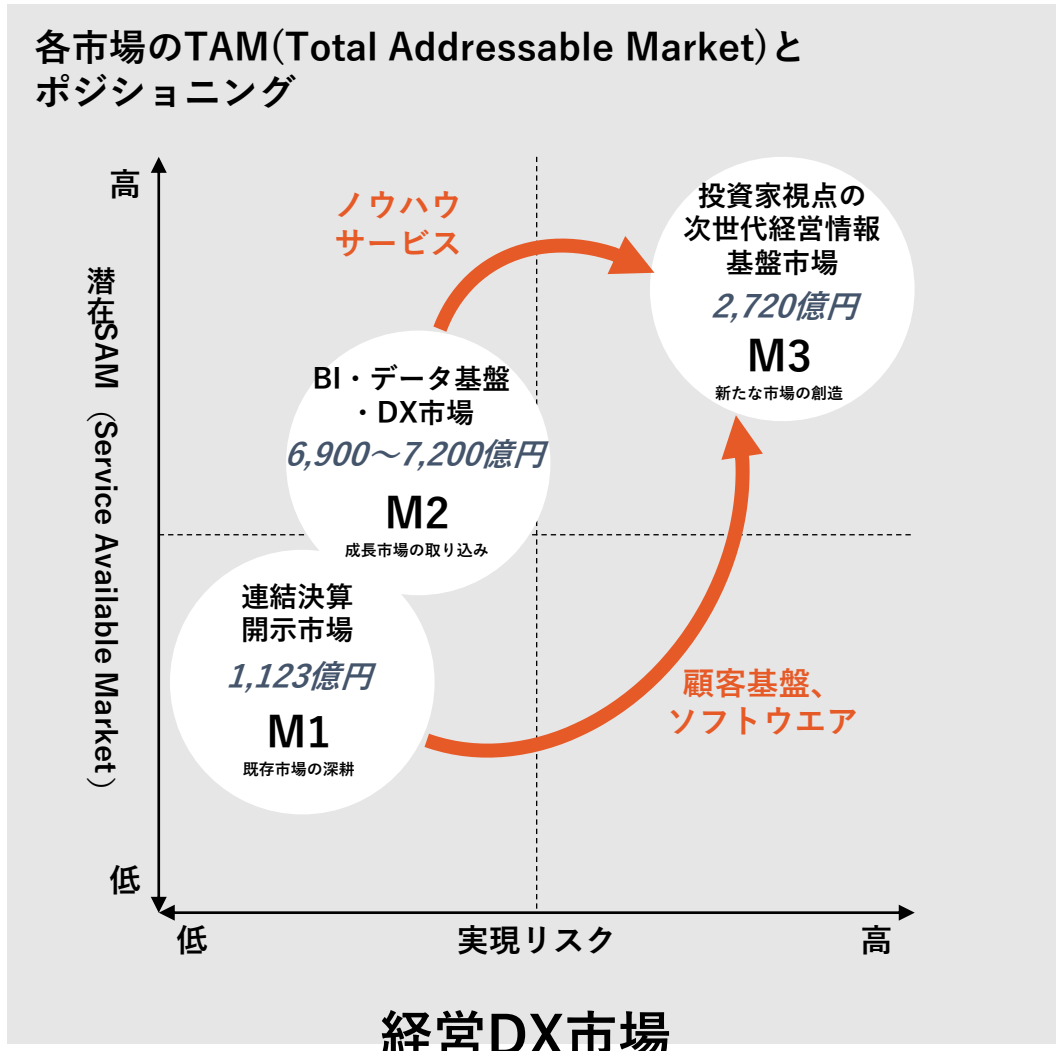 各市場のTAM(Total Addressable Market)と
ポジショニング
高
潜在SAM（Service Available Market）
低
ノウハウ
サービス
投資家視点の
次世代経営情報
基盤市場
2,720億円
M3
新たな市場の創造
BI・データ基盤
・DX市場
6,900～7,200億円
M2
成長市場の取り込み
連結決算
開示市場
1,123億円
M1
既存市場の深耕
顧客基盤、
ソフトウエア
低
実現リスク
高
経営DX市場